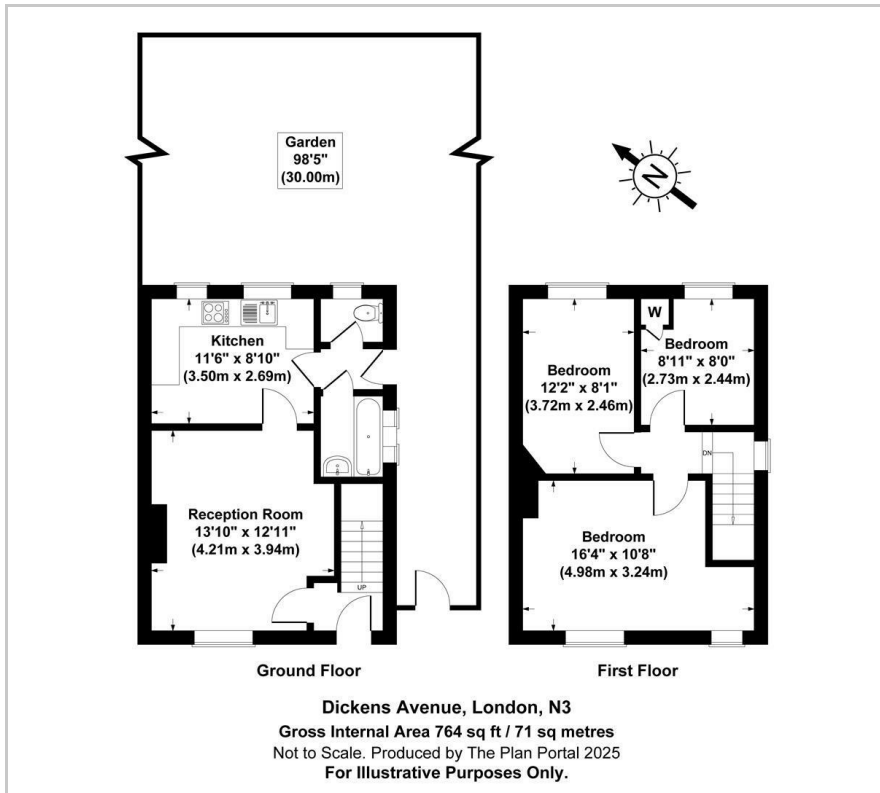 Garden
98'5"
(30.00m)
N
Kitchen
11'6" x 8'10"
(3.50m x 2.69m)
Reception Room
13'10" x 12'11"
(4.21m x 3.94m)
UP
Ground Floor
W
Bedroom
8'11" x 8'0"
(2.73m x 2.44m)
Bedroom
12'2" x 8'1"
(3.72m x 2.46m)
DN
Bedroom
16'4" x 10'8"
(4.98m x 3.24m)
First Floor
Dickens Avenue, London, N3
Gross Internal Area 764 sq ft / 71 sq metres
Not to Scale. Produced by The Plan Portal 2025
For Illustrative Purposes Only.